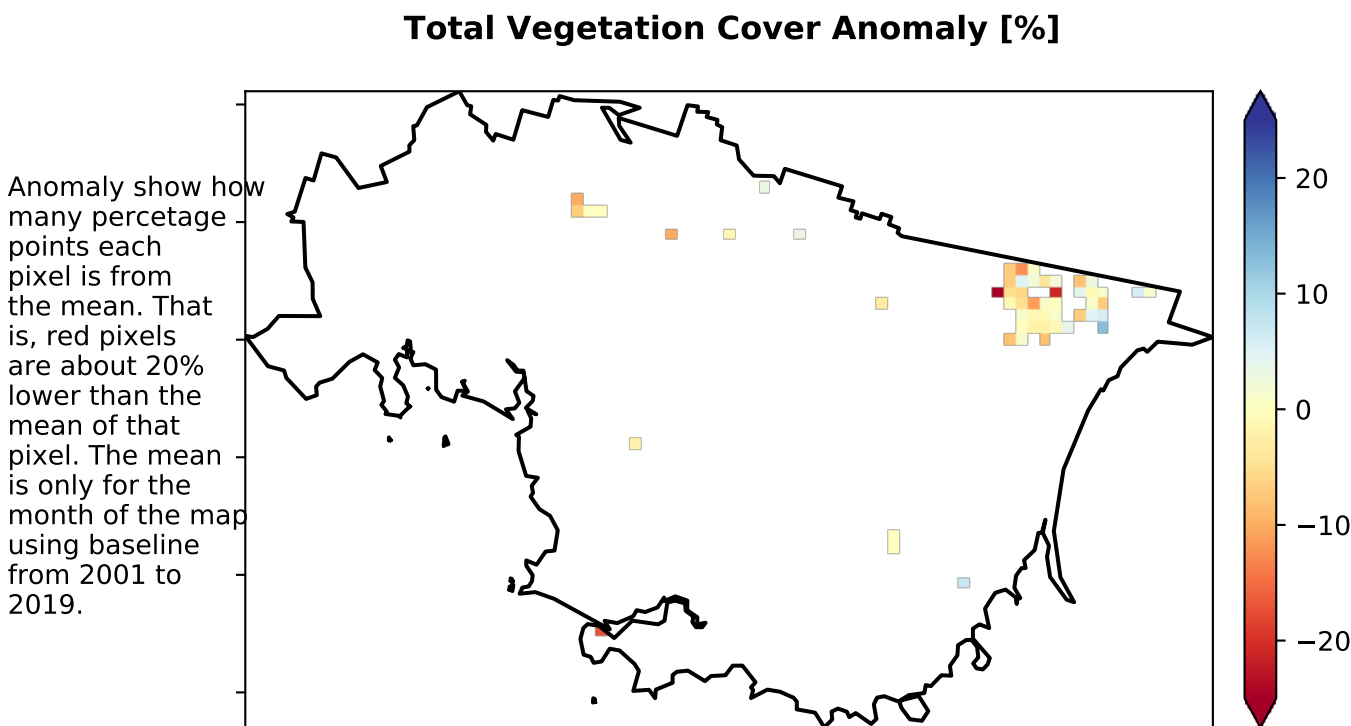 Total Vegetation Cover Anomaly [%]
Anomaly show how
many percetage
points each
pixel is from
the mean. That
is, red pixels
are about 20%
lower than the
mean of that
pixel. The mean
is only for the
month of the map
using baseline
from 2001 to
2019.
20
10
0
−10
−20